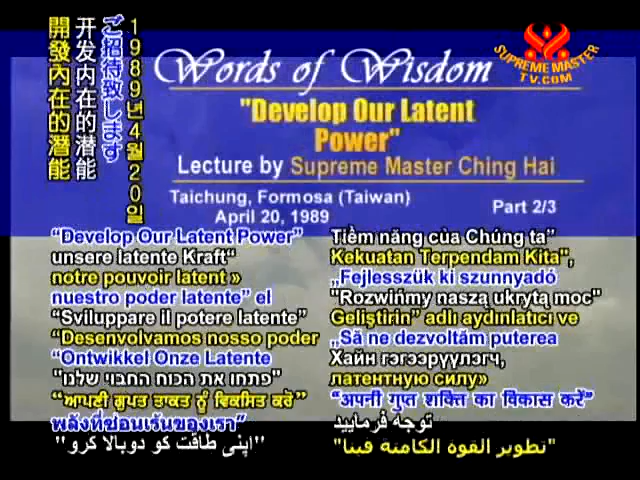 開發內在的潛能
开发内在的潜能
ご招待致します
1989年4月20日
Words of Wisdom
SUPREME MASTER
TV.COM
"Develop Our Latent
Power"
Lecture by Supreme Master Ching Hai
Taichung, Formosa (Taiwan)
April 20, 1989
Part 2/3
“Develop Our Latent Power”
unsere latente Kraft“
notre pouvoir latent »
nuestro poder latente” el
“Sviluppare il potere latente”
“Desenvolvamos nosso poder
“Ontwikkel Onze Latente
"פתחו את הכוח החבוי שלנו"
“ਆਪਣੀ ਗੁਪਤ ਤਾਕਤ ਨੂੰ ਵਿਕਸਿਤ ਕਰੋ”
พลังที่ซ่อนเร้นของเรา”
"اپنی طاقت کو دوبالا کرو"
Tiềm năng của Chúng ta”
Kekuatan Terpendam Kita",
„Fejlesszük ki szunnyadó
"Rozwińmy naszą ukrytą moc"
Geliştirin” adlı aydınlatıcı ve
„Să ne dezvoltăm puterea
Хайн гэгээрүүлэгч,
латентную силу»
“अपनी गुप्त शक्ति का विकास करें”
توجه فرمایید
"تطوير القوة الكامنة فينا"